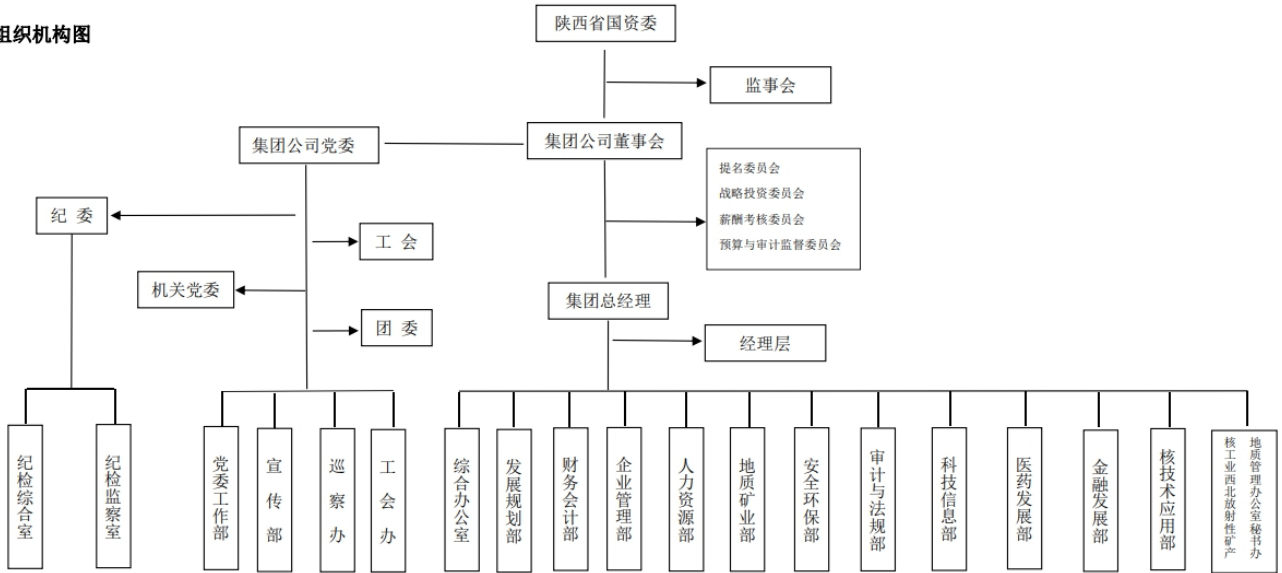 组织机构图
陕西省国资委
监事会
集团公司党委
集团公司董事会
提名委员会
战略投资委员会
薪酬考核委员会
预算与审计监督委员会
纪 委
工 会
机关党委
集团总经理
团 委
经理层
纪检综合室
纪检监察室
党委工作部
宣传部
巡察办
工会办
综合办公室
发展规划部
财务会计部
企业管理部
人力资源部
地质矿业部
安全环保部
审计与法规部
科技信息部
医药发展部
金融发展部
核技术应用部
核工业西北放射性矿产
地质管理办公室秘书办